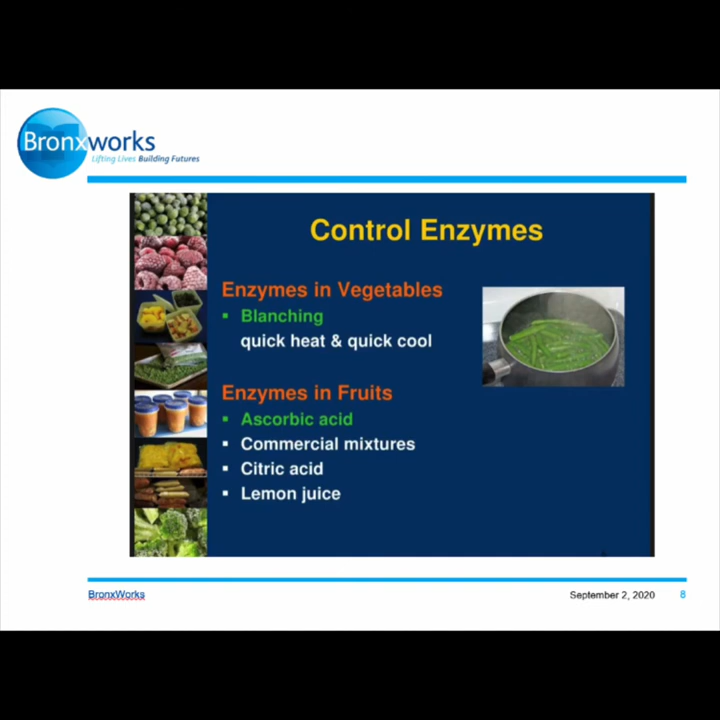 Bronxworks
Lifting Lives Building Futures
Control Enzymes
Enzymes in Vegetables
▪ Blanching
quick heat & quick cool
Enzymes in Fruits
▪ Ascorbic acid
▪ Commercial mixtures
▪ Citric acid
▪ Lemon juice
BronxWorks September 2, 2020 8